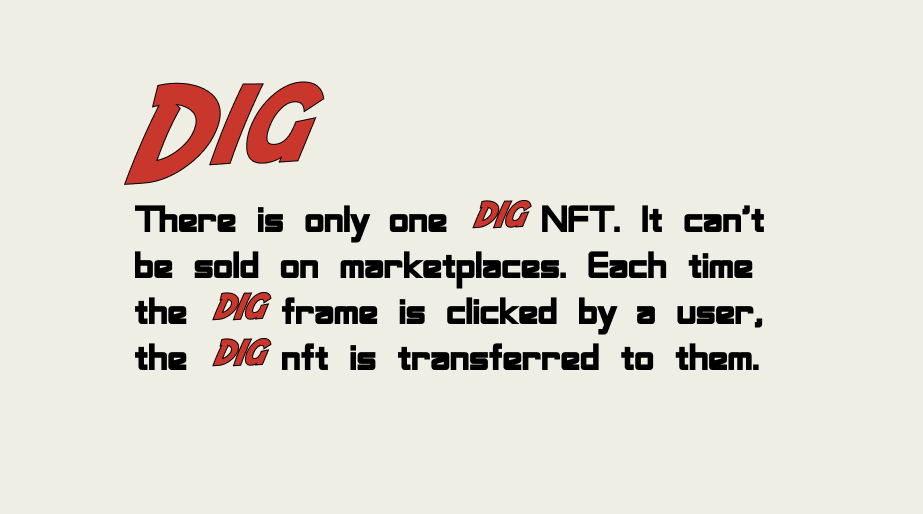 DIG
There is only one DIG NFT. It can't
be sold on marketplaces. Each time
the DIG frame is clicked by a user,
the DIG nft is transferred to them.